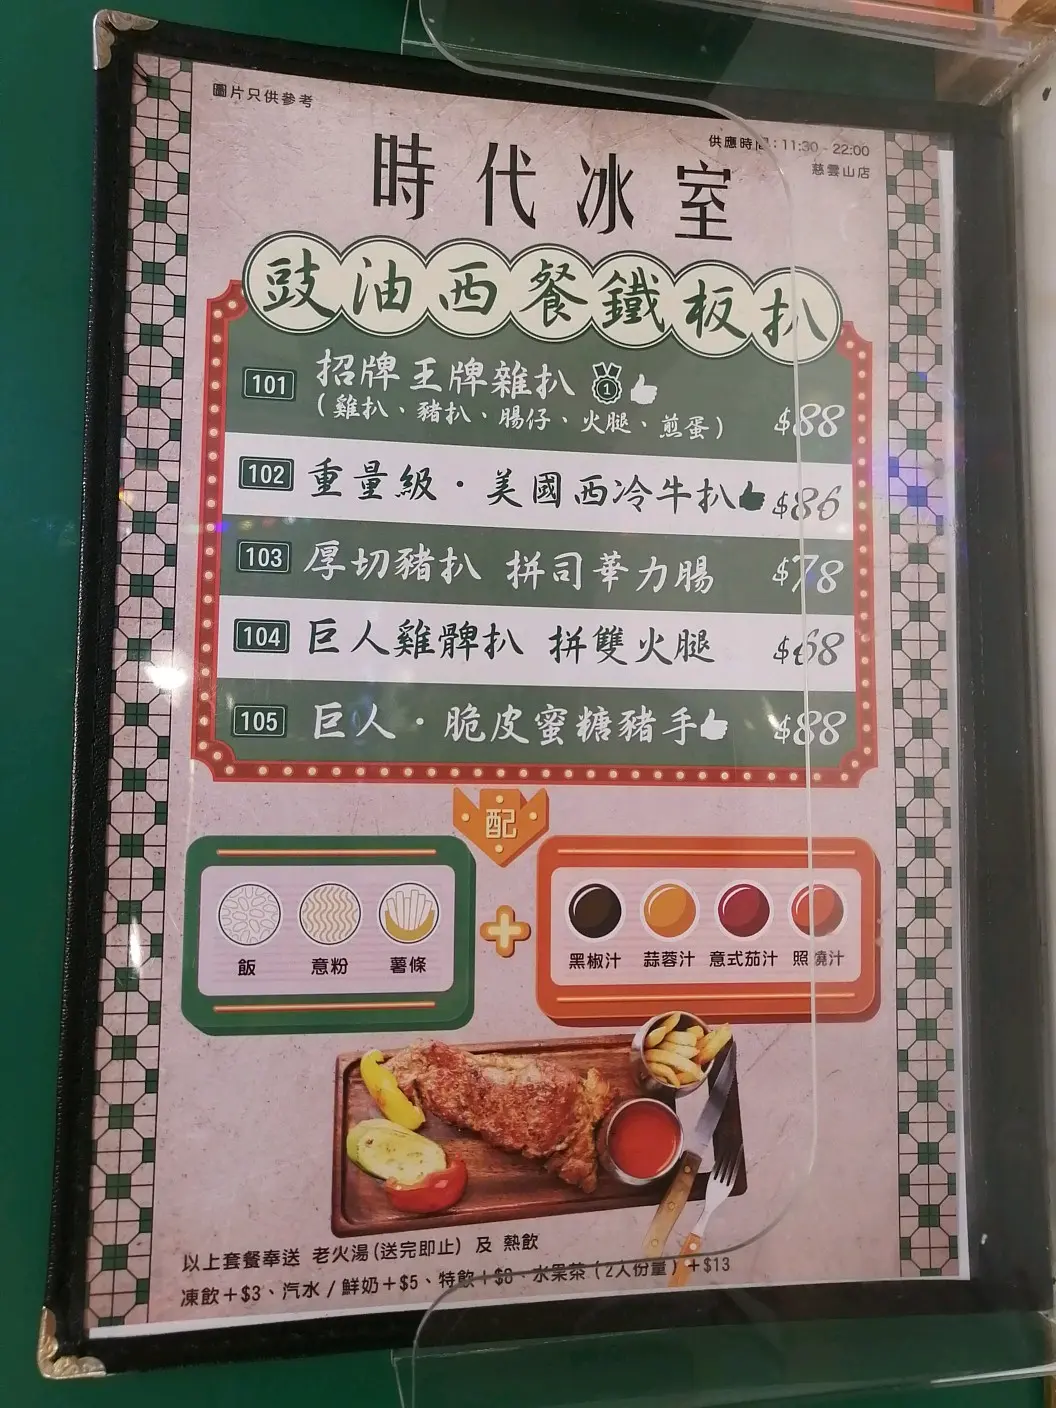 圖片只供參考
供應時間：11:30 - 22:00
慈雲山店
時代冰室
豉油西餐鐵板扒
101 招牌王牌雜扒 1 $88
（雞扒、豬扒、腸仔、火腿、煎蛋）
102 重量級・美國西冷牛扒 $86
103 厚切豬扒 拼司華力腸 $78
104 巨人雞髀扒 拼雙火腿 $68
105 巨人・脆皮蜜糖豬手 $88
配
飯 意粉 薯條 + 黑椒汁 蒜蓉汁 意式茄汁 照燒汁
以上套餐奉送 老火湯(送完即止) 及 熱飲
凍飲+$3、汽水 / 鮮奶+$5、特飲+$8、水果茶（2人份量）+$13